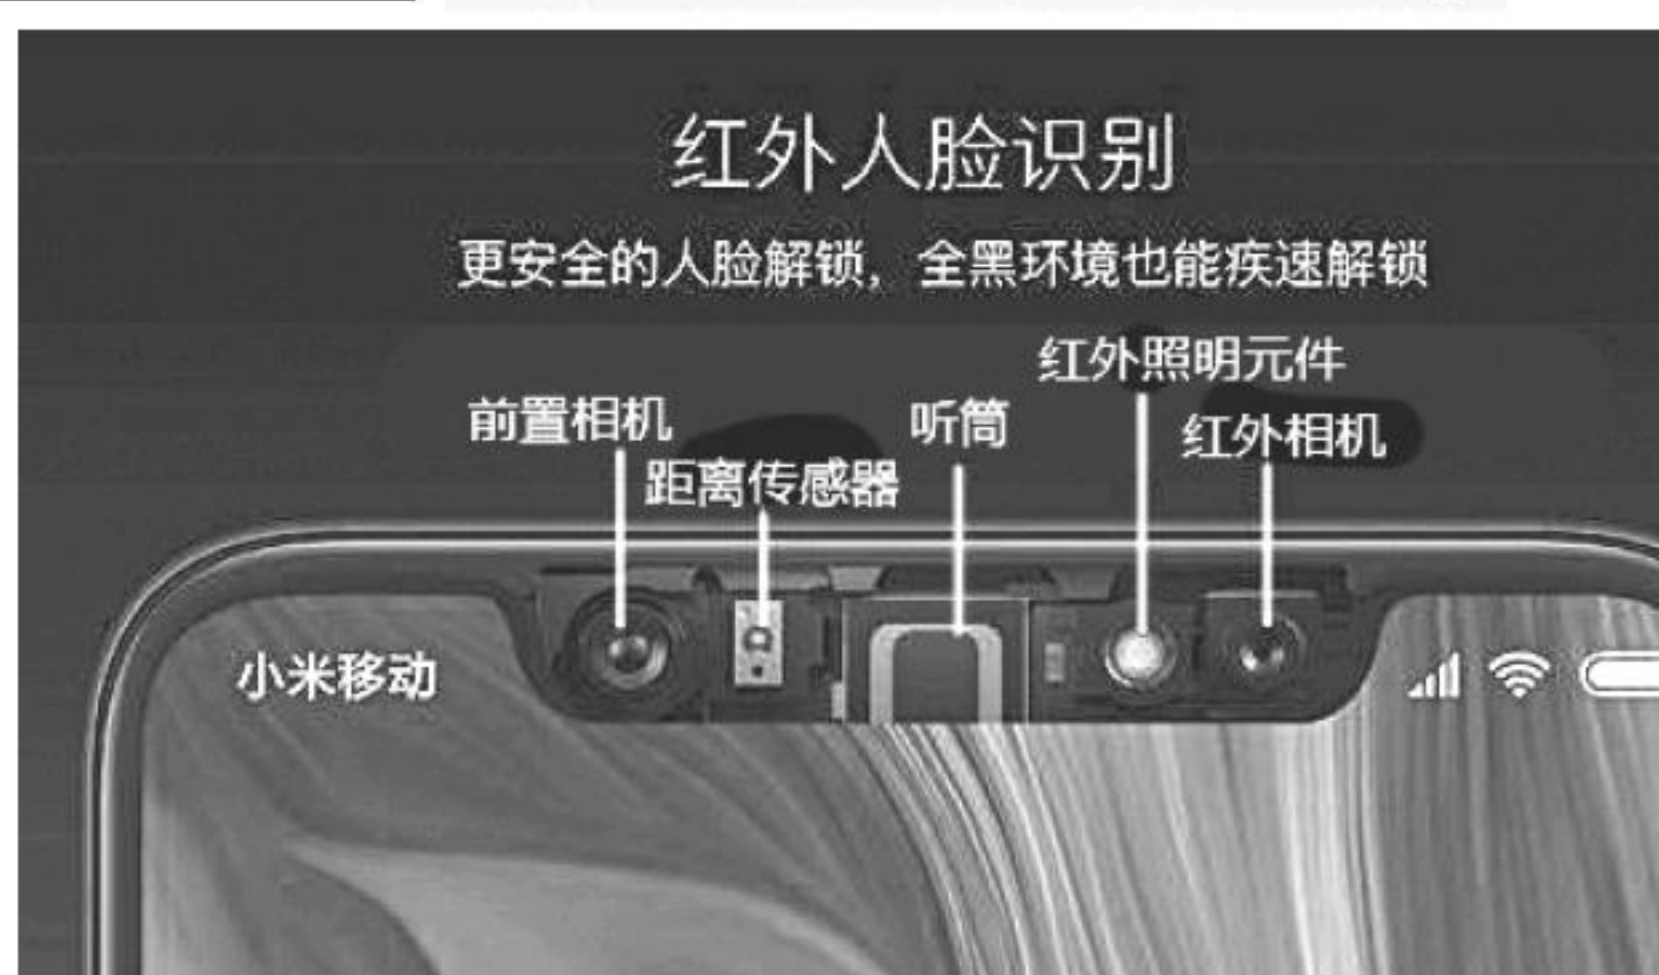 红外人脸识别
更安全的人脸解锁，全黑环境也能疾速解锁
红外照明元件
前置相机
听筒
红外相机
距离传感器
小米移动